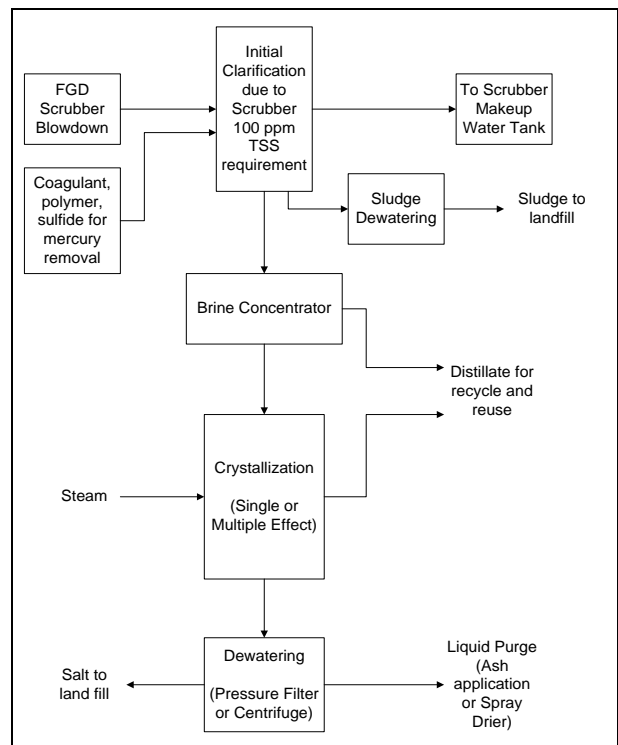 Initial
Clarification
due to
Scrubber
100 ppm
TSS
requirement
FGD
Scrubber
Blowdown
To Scrubber
Makeup
Water Tank
Coagulant,
polymer,
sulfide for
mercury
removal
Sludge
Dewatering
Sludge to
landfill
Brine Concentrator
Distillate for
recycle and
reuse
Crystallization
(Single or
Multiple Effect)
Steam
Dewatering
(Pressure Filter
or Centrifuge)
Salt to
land fill
Liquid Purge
(Ash
application
or Spray
Drier)